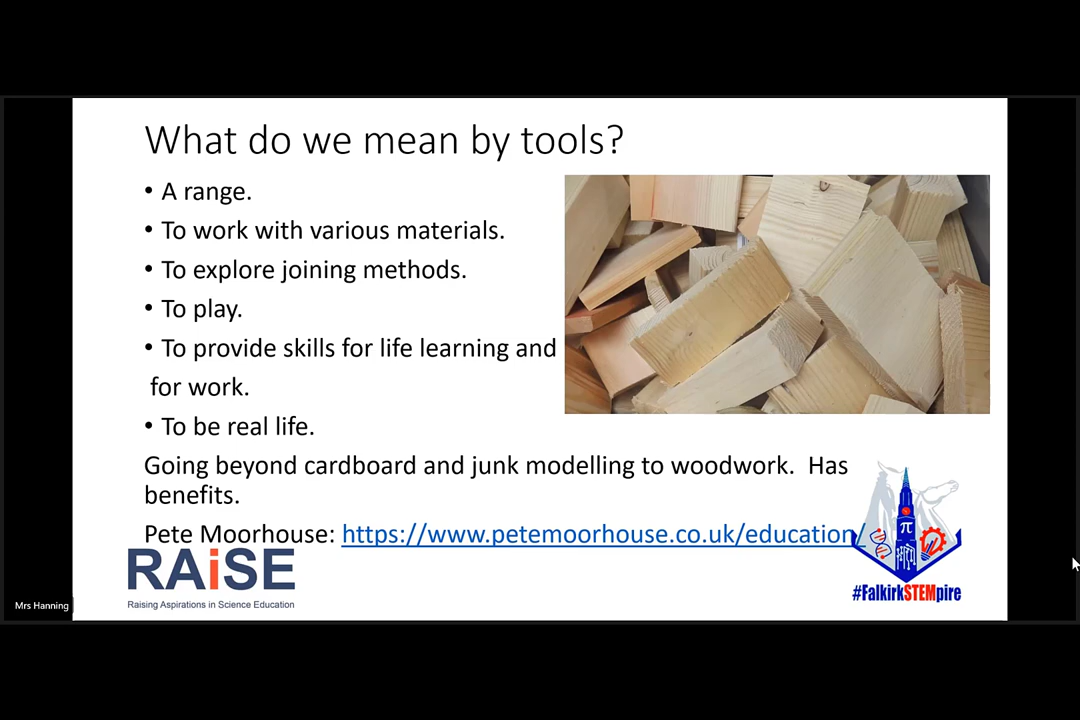 What do we mean by tools?
• A range.
• To work with various materials.
• To explore joining methods.
• To play.
• To provide skills for life learning and
for work.
• To be real life.
Going beyond cardboard and junk modelling to woodwork.  Has
benefits.
Pete Moorhouse: https://www.petemoorhouse.co.uk/education/
RAiSE
Raising Aspirations in Science Education
π
#FalkirkSTEMpire
Mrs Hanning